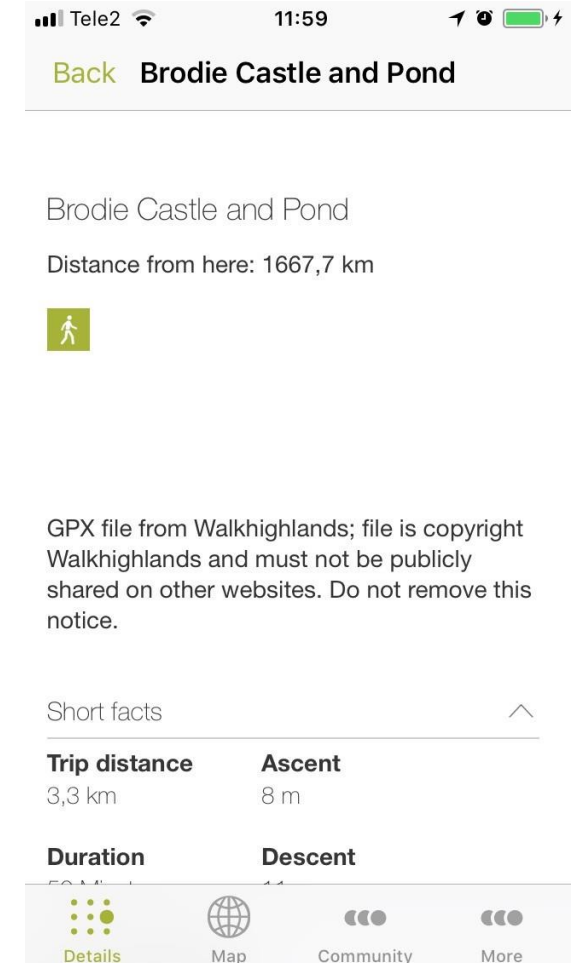 Tele2 11:59
Back Brodie Castle and Pond
Brodie Castle and Pond
Distance from here: 1667,7 km
GPX file from Walkhighlands; file is copyright
Walkhighlands and must not be publicly
shared on other websites. Do not remove this
notice.
Short facts
Trip distance Ascent
3,3 km 8 m
Duration Descent
Details Map Community More